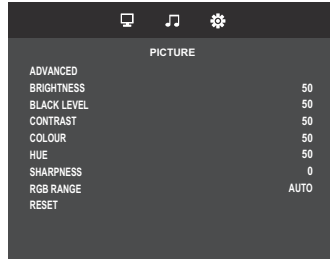 PICTURE
ADVANCED
BRIGHTNESS 50
BLACK LEVEL 50
CONTRAST 50
COLOUR 50
HUE 50
SHARPNESS 0
RGB RANGE AUTO
RESET